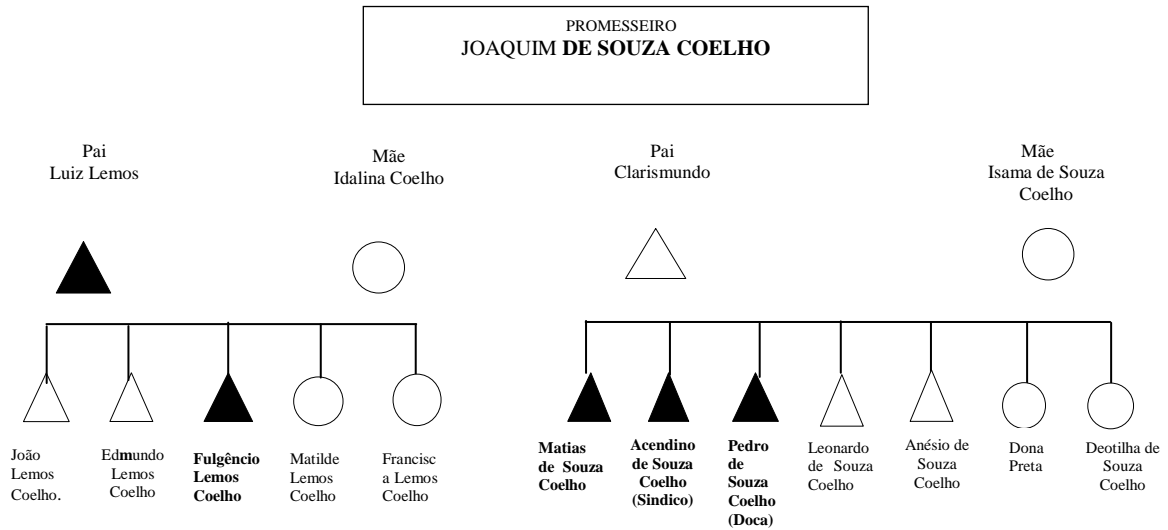 PROMESSEIRO
JOAQUIM DE SOUZA COELHO
Pai
Luiz Lemos
Mãe
Idalina Coelho
Pai
Clarismundo
Mãe
Isama de Souza
Coelho
João
Lemos
Coelho.
Edmundo
Lemos
Coelho
Fulgêncio
Lemos
Coelho
Matilde
Lemos
Coelho
Francisc
a Lemos
Coelho
Matias
de Souza
Coelho
Acendino
de Souza
Coelho
(Sindico)
Pedro
de
Souza
Coelho
(Doca)
Leonardo
de Souza
Coelho
Anésio de
Souza
Coelho
Dona
Preta
Deotilha de
Souza
Coelho